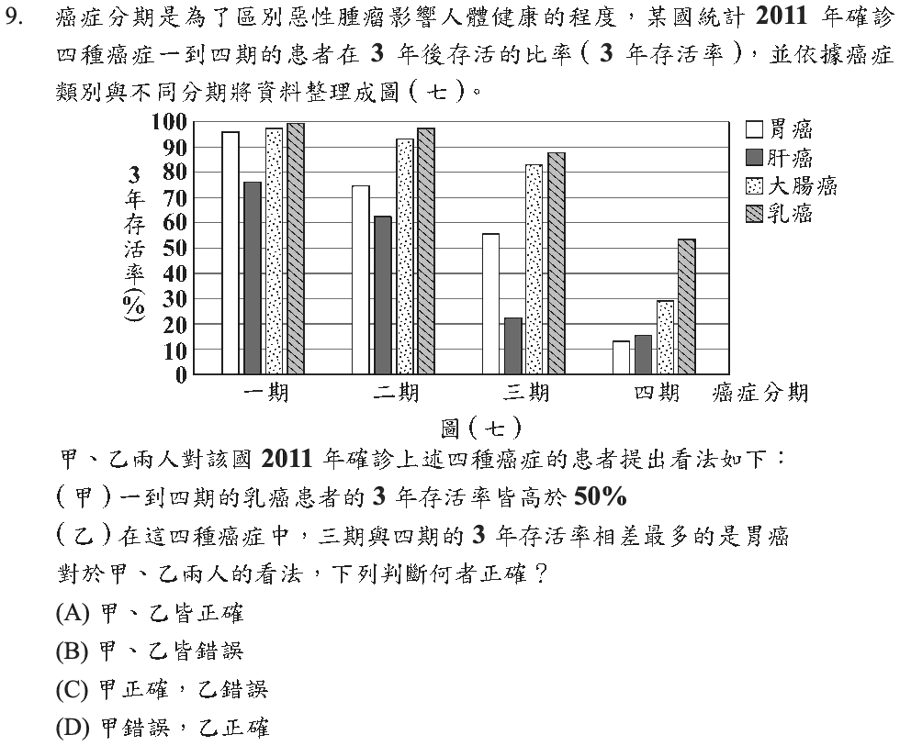 9. 癌症分期是為了區別惡性腫瘤影響人體健康的程度，某國統計 2011 年確診
四種癌症一到四期的患者在 3 年後存活的比率（3 年存活率），並依據癌症
類別與不同分期將資料整理成圖（七）。
3年存活率(%)
100
90
80
70
60
50
40
30
20
10
0
一期 二期 三期 四期 癌症分期
胃癌
肝癌
大腸癌
乳癌
圖（七）
甲、乙兩人對該國 2011 年確診上述四種癌症的患者提出看法如下：
（甲）一到四期的乳癌患者的 3 年存活率皆高於 50%
（乙）在這四種癌症中，三期與四期的 3 年存活率相差最多的是胃癌
對於甲、乙兩人的看法，下列判斷何者正確？
(A) 甲、乙皆正確
(B) 甲、乙皆錯誤
(C) 甲正確，乙錯誤
(D) 甲錯誤，乙正確